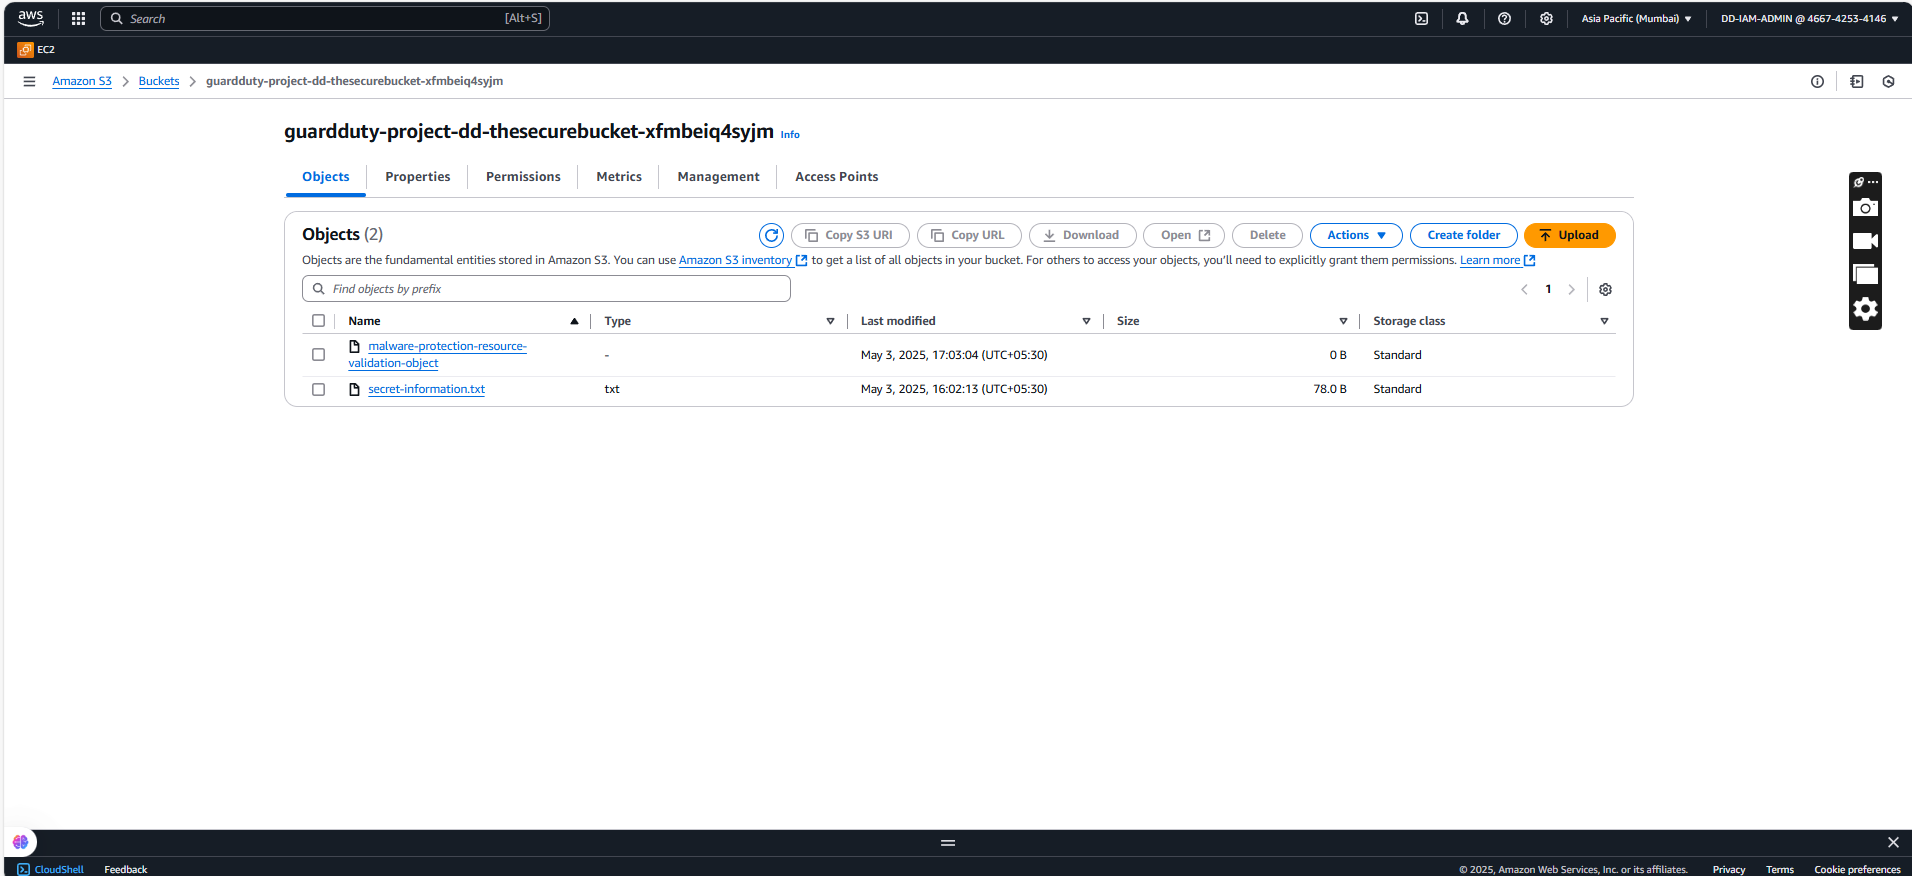 aws Search [Alt+S] Asia Pacific (Mumbai) DD-IAM-ADMIN @ 4667-4253-4146
EC2
Amazon S3 Buckets guardduty-project-dd-thesecurebucket-xfmbeiq4syjm
guardduty-project-dd-thesecurebucket-xfmbeiq4syjm Info
Objects Properties Permissions Metrics Management Access Points
Objects (2) Copy S3 URI Copy URL Download Open Delete Actions Create folder Upload
Objects are the fundamental entities stored in Amazon S3. You can use Amazon S3 inventory to get a list of all objects in your bucket. For others to access your objects, you'll need to explicitly grant them permissions. Learn more
Find objects by prefix 1
Name Type Last modified Size Storage class
malware-protection-resource-
validation-object - May 3, 2025, 17:03:04 (UTC+05:30) 0 B Standard
secret-information.txt txt May 3, 2025, 16:02:13 (UTC+05:30) 78.0 B Standard
CloudShell Feedback © 2025, Amazon Web Services, Inc. or its affiliates. Privacy Terms Cookie preferences